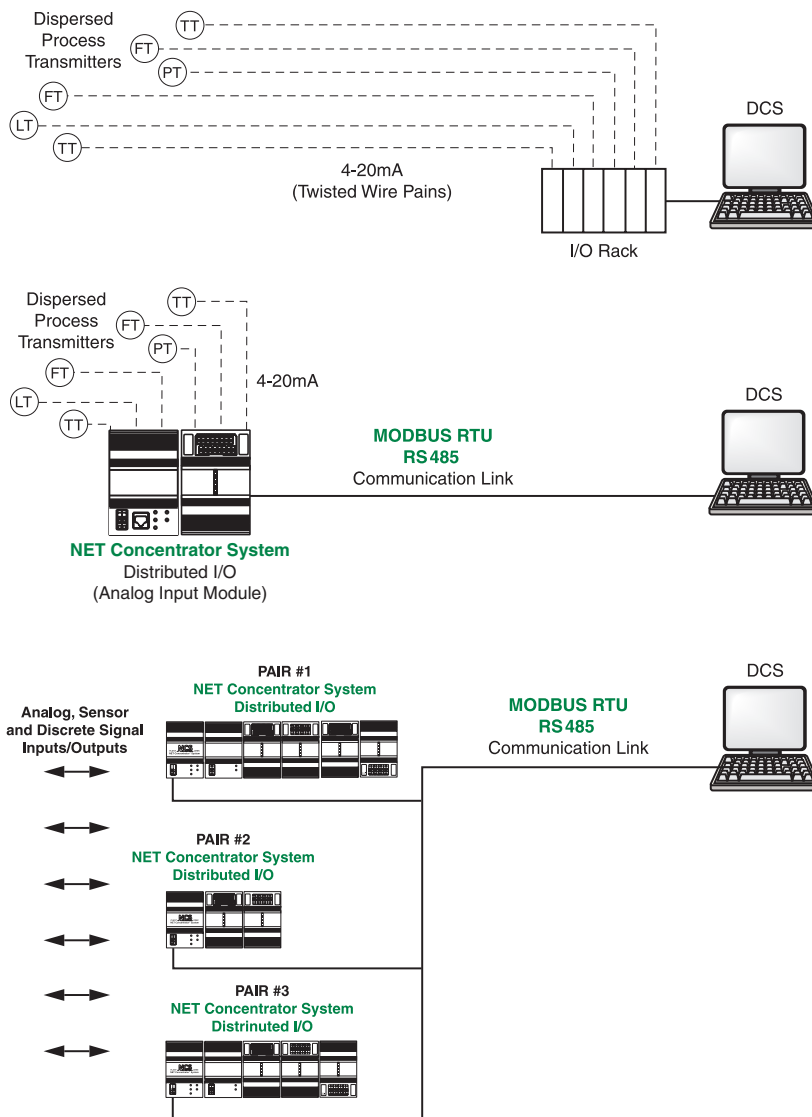 Dispersed
Process
Transmitters
TT
FT
PT
FT
LT
TT
4-20mA
(Twisted Wire Pains)
DCS
I/O Rack
Dispersed
Process
Transmitters
TT
FT
PT
FT
LT
TT
4-20mA
MODBUS RTU
RS485
Communication Link
DCS
NET Concentrator System
Distributed I/O
(Analog Input Module)
PAIR #1
NET Concentrator System
Distributed I/O
Analog, Sensor
and Discrete Signal
Inputs/Outputs
MODBUS RTU
RS485
Communication Link
DCS
PAIR #2
NET Concentrator System
Distributed I/O
PAIR #3
NET Concentrator System
Distrinuted I/O